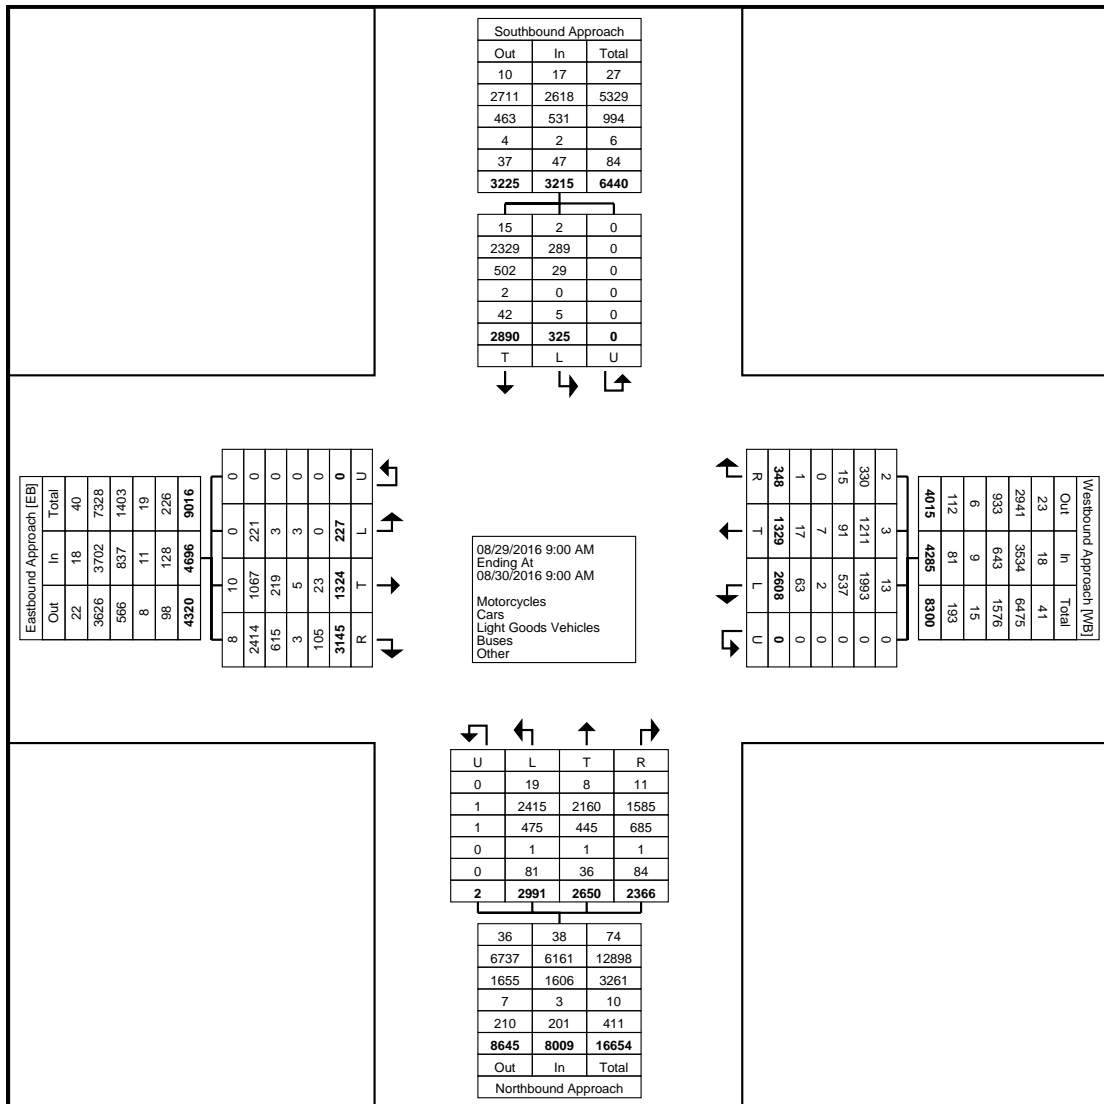 Southbound Approach
Out In Total
10 17 27
2711 2618 5329
463 531 994
4 2 6
37 47 84
3225 3215 6440
15 2 0
2329 289 0
502 29 0
2 0 0
42 5 0
2890 325 0
T L U
Eastbound Approach [EB]
Total In Out
40 18 22
7328 3702 3626
1403 837 566
19 11 8
226 128 98
9016 4696 4320
0 0 10 8
0 221 1067 2414
0 3 219 615
0 3 5 3
0 0 23 105
0 227 1324 3145
U L T R
08/29/2016 9:00 AM
Ending At
08/30/2016 9:00 AM
Motorcycles
Cars
Light Goods Vehicles
Buses
Other
R T L U
348 1329 2608 0
1 17 63 0
0 7 2 0
15 91 537 0
330 1211 1993 0
2 3 13 0
Westbound Approach [WB]
Out In Total
23 18 41
2941 3534 6475
933 643 1576
6 9 15
112 81 193
4015 4285 8300
U L T R
0 19 8 11
1 2415 2160 1585
1 475 445 685
0 1 1 1
0 81 36 84
2 2991 2650 2366
36 38 74
6737 6161 12898
1655 1606 3261
7 3 10
210 201 411
8645 8009 16654
Out In Total
Northbound Approach